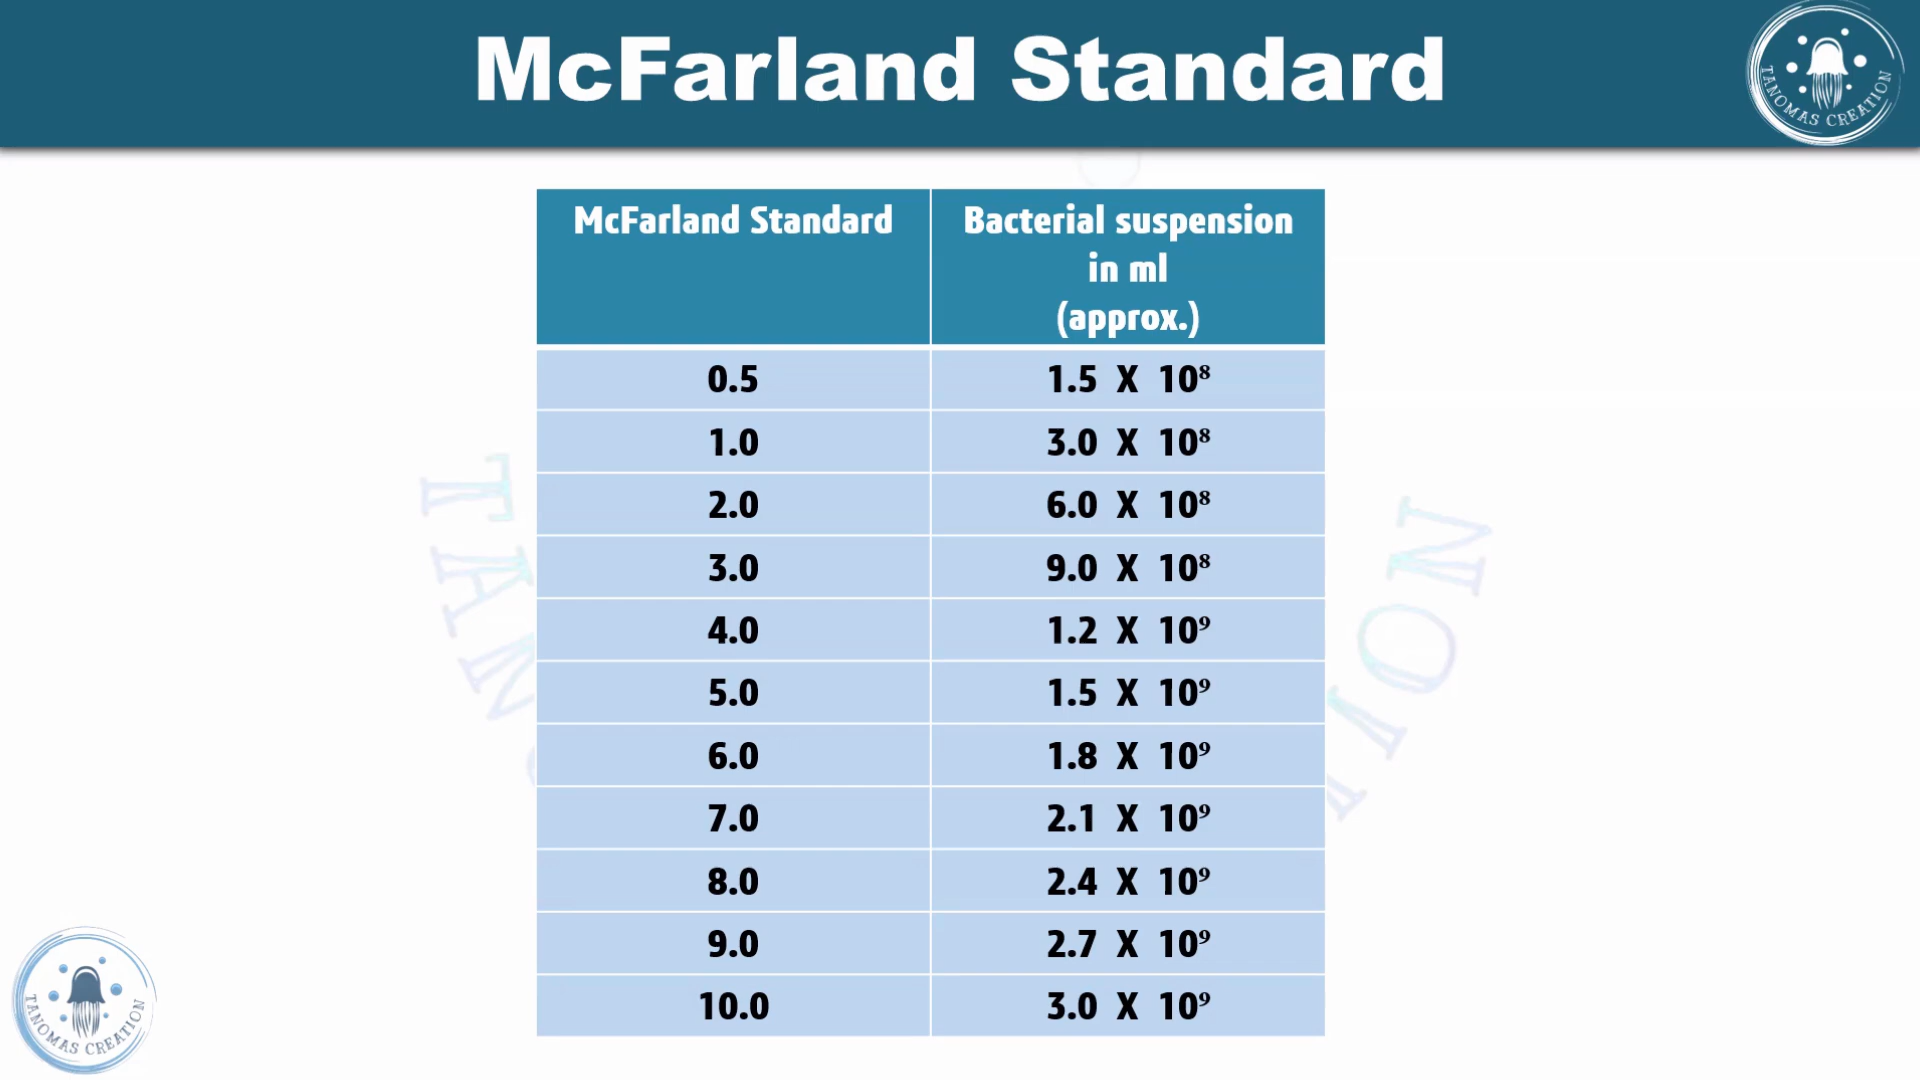 McFarland Standard
TANOMAS CREATION
McFarland Standard
Bacterial suspension
in ml
(approx.)
0.5 1.5 X 10⁸
1.0 3.0 X 10⁸
2.0 6.0 X 10⁸
3.0 9.0 X 10⁸
4.0 1.2 X 10⁹
5.0 1.5 X 10⁹
6.0 1.8 X 10⁹
7.0 2.1 X 10⁹
8.0 2.4 X 10⁹
9.0 2.7 X 10⁹
10.0 3.0 X 10⁹
TANOMAS CREATION